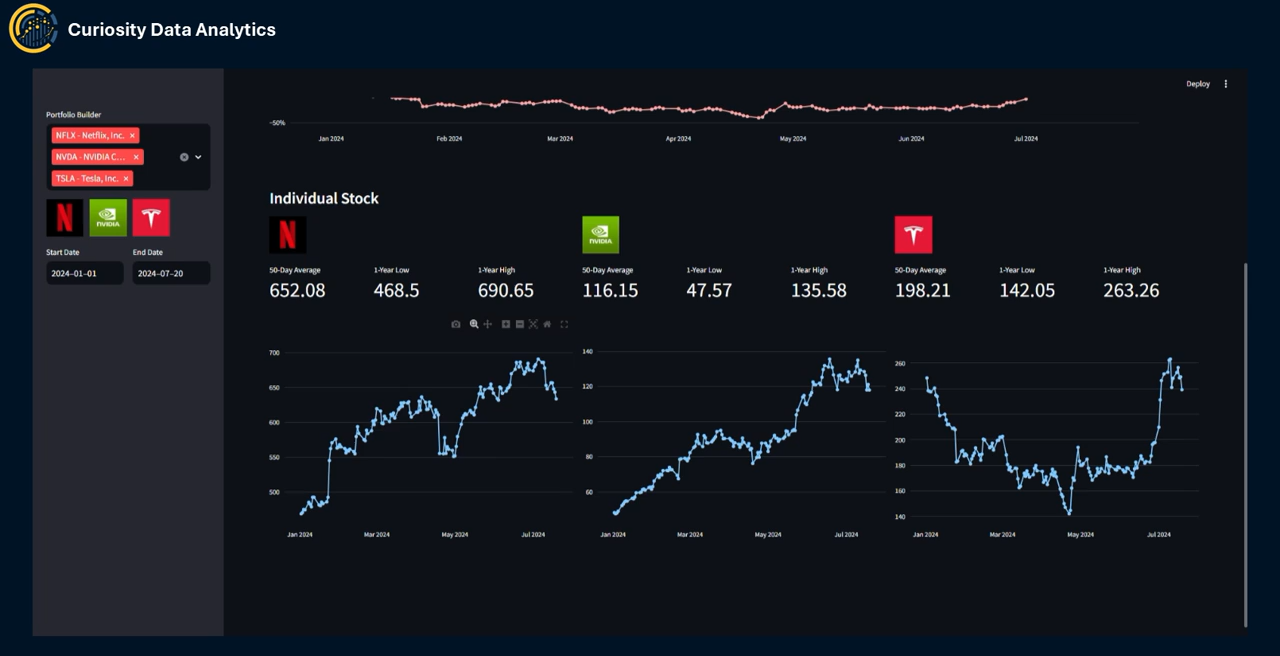 Curiosity Data Analytics
Deploy
Portfolio Builder
NFLX - Netflix, Inc. ×
NVDA - NVIDIA C... ×
TSLA - Tesla, Inc. ×
NVIDIA
Start Date End Date
2024-01-01 2024-07-20
−50%
Jan 2024 Feb 2024 Mar 2024 Apr 2024 May 2024 Jun 2024 Jul 2024
Individual Stock
N
NVIDIA
50-Day Average 1-Year Low 1-Year High
652.08 468.5 690.65
50-Day Average 1-Year Low 1-Year High
116.15 47.57 135.58
50-Day Average 1-Year Low 1-Year High
198.21 142.05 263.26
700
650
600
550
500
Jan 2024 Mar 2024 May 2024 Jul 2024
140
120
100
80
60
Jan 2024 Mar 2024 May 2024 Jul 2024
260
240
220
200
180
160
140
Jan 2024 Mar 2024 May 2024 Jul 2024